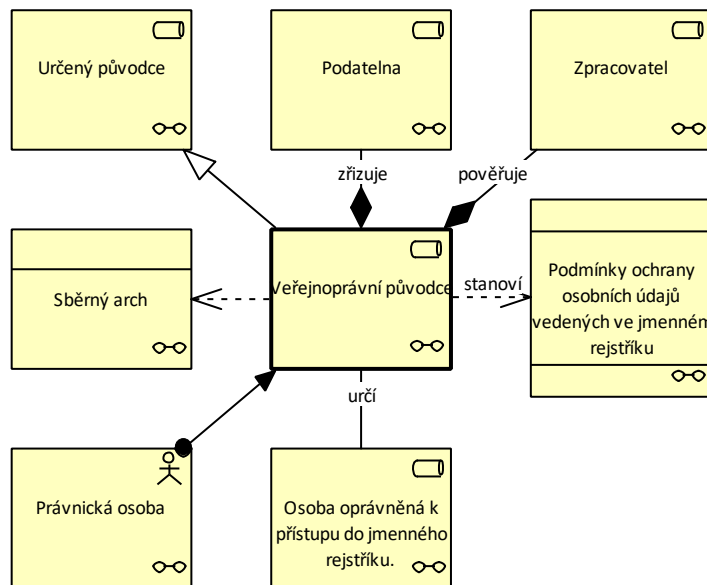 Určený původce
Podatelna
Zpracovatel
zřizuje
pověřuje
Sběrný arch
Veřejnoprávní původce
stanoví
Podmínky ochrany
osobních údajů
vedených ve jmenném
rejstříku
určí
Právnická osoba
Osoba oprávněná k
přístupu do jmenného
rejstříku.